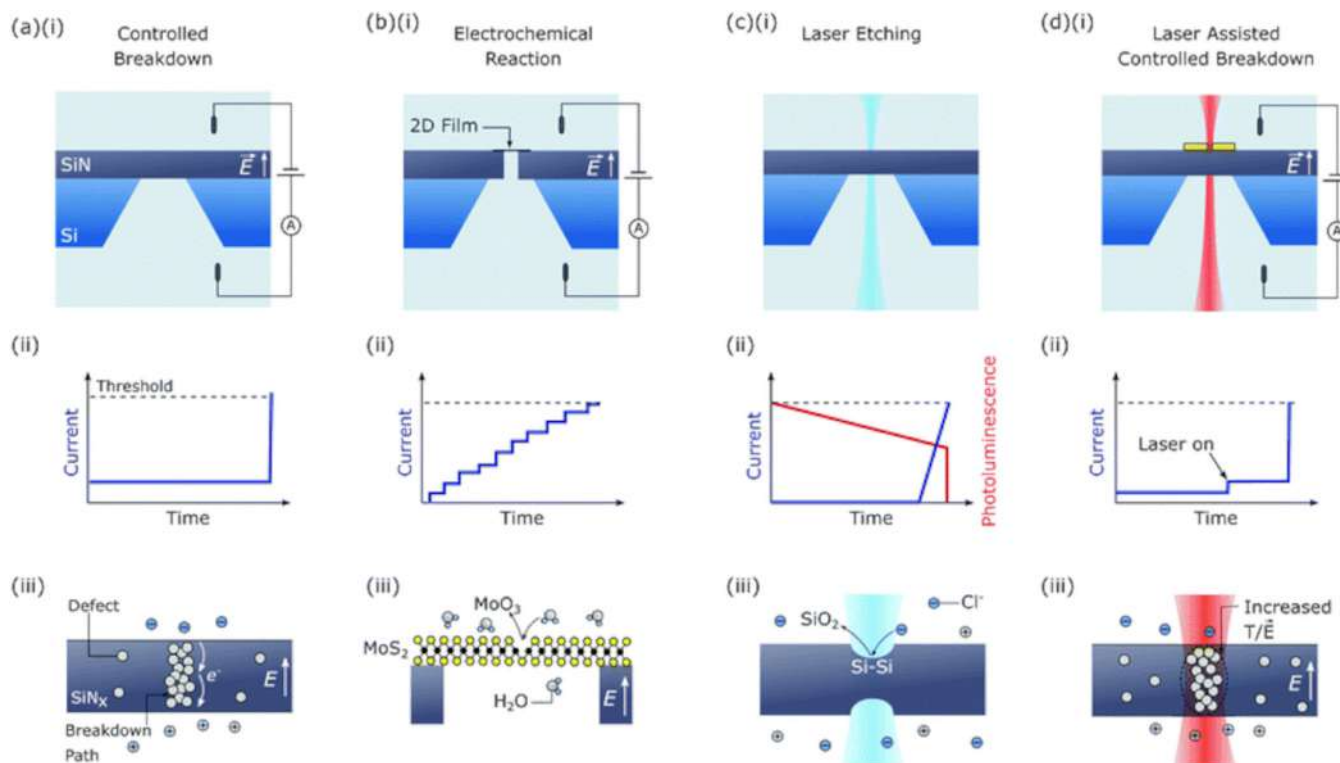 (a)(i)
Controlled
Breakdown
(b)(i)
Electrochemical
Reaction
(c)(i)
Laser Etching
(d)(i)
Laser Assisted
Controlled Breakdown
SiN
E
Si
A
2D Film
E
A
E
A
(ii)
Threshold
Current
Time
(ii)
Current
Time
(ii)
Current
Time
Photoluminescence
(ii)
Laser on
Current
Time
(iii)
Defect
e⁻
E
SiNₓ
Breakdown
Path
(iii)
MoO₃
MoS₂
H₂O
E
(iii)
SiO₂
Cl⁻
Si-Si
(iii)
Increased
T/E
E